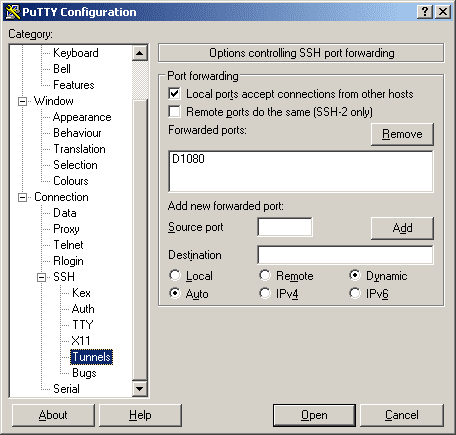 PuTTY Configuration
Category:
Keyboard
Bell
Features
Window
Appearance
Behaviour
Translation
Selection
Colours
Connection
Data
Proxy
Telnet
Rlogin
SSH
Kex
Auth
TTY
X11
Tunnels
Bugs
Serial
Options controlling SSH port forwarding
Port forwarding
Local ports accept connections from other hosts
Remote ports do the same (SSH-2 only)
Forwarded ports:
Remove
D1080
Add new forwarded port:
Source port
Add
Destination
Local Remote Dynamic
Auto IPv4 IPv6
About Help Open Cancel